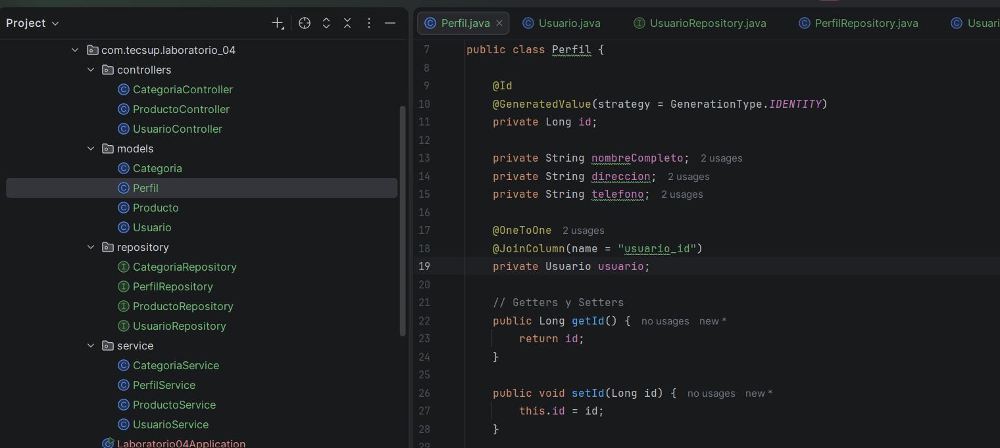 Project
com.tecsup.laboratorio_04
controllers
CategoriaController
ProductoController
UsuarioController
models
Categoria
Perfil
Producto
Usuario
repository
CategoriaRepository
PerfilRepository
ProductoRepository
UsuarioRepository
service
CategoriaService
PerfilService
ProductoService
UsuarioService
Laboratorio04Application
Perfil.java Usuario.java UsuarioRepository.java PerfilRepository.java Usuari
7 public class Perfil {
8
9 @Id
10 @GeneratedValue(strategy = GenerationType.IDENTITY)
11 private Long id;
12
13 private String nombreCompleto; 2 usages
14 private String direccion; 2 usages
15 private String telefono; 2 usages
16
17 @OneToOne 2 usages
18 @JoinColumn(name = "usuario_id")
19 private Usuario usuario;
20
21 // Getters y Setters
22 public Long getId() { no usages new *
23 return id;
24 }
25
26 public void setId(Long id) { no usages new *
27 this.id = id;
28 }
29